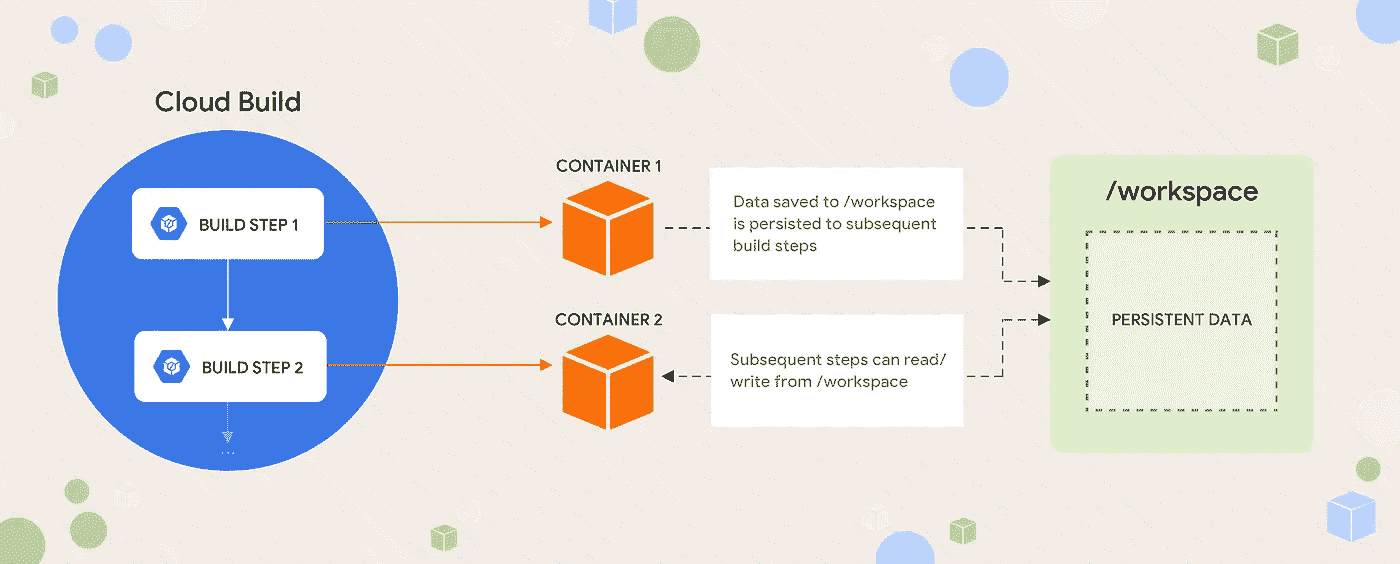 Cloud Build
BUILD STEP 1
BUILD STEP 2
...
CONTAINER 1
Data saved to /workspace
is persisted to subsequent
build steps
CONTAINER 2
Subsequent steps can read/
write from /workspace
/workspace
PERSISTENT DATA